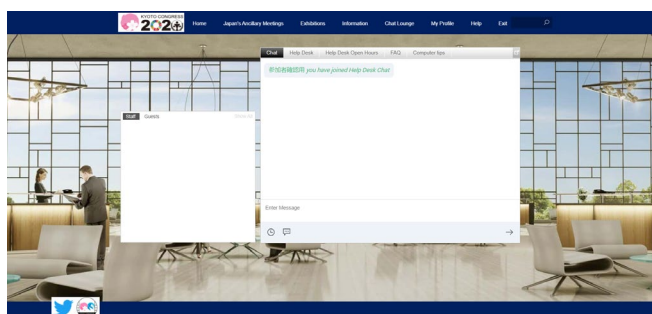 KYOTO CONGRESS
2020
Home Japan's Ancillary Meetings Exhibitions Information Chat Lounge My Profile Help Exit
Chat Help Desk Help Desk Open Hours FAQ Computer tips
you have joined Help Desk Chat
Staff Guests
Enter Message